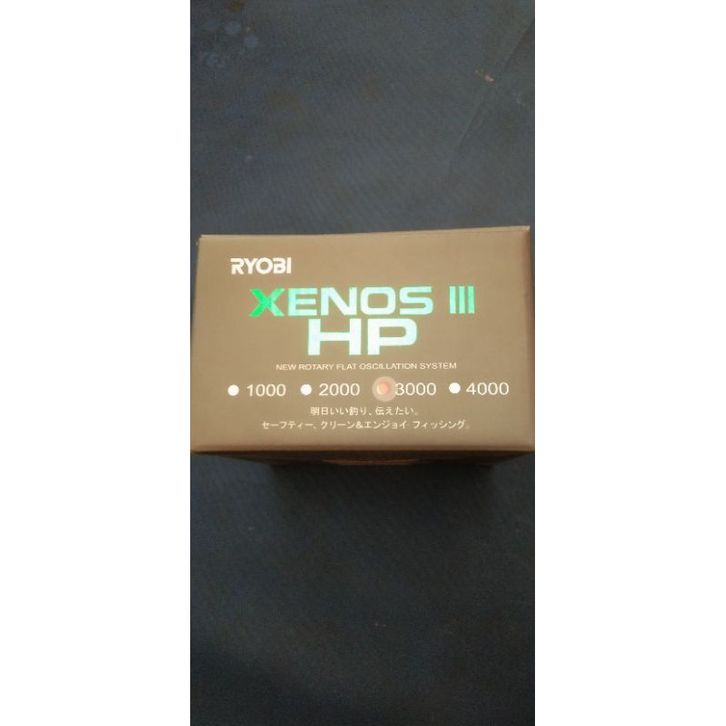 RYOBI
XENOS III
HP
NEW ROTARY FLAT OSCILLATION SYSTEM
1000 2000 3000 4000
明日いい釣り、伝えたい。
セーフティー、クリーン&エンジョイ フィッシング。